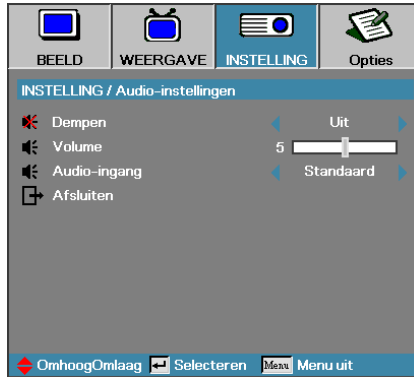 BEELD WEERGAVE INSTELLING Opties
INSTELLING / Audio-instellingen
Dempen Uit
Volume 5
Audio-ingang Standaard
Afsluiten
OmhoogOmlaag Selecteren Menu Menu uit